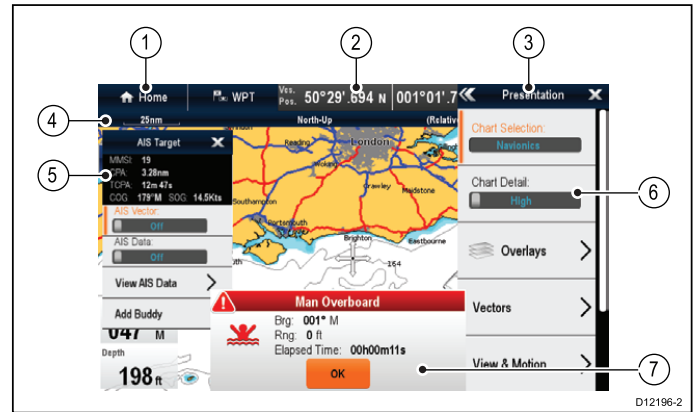 1
2
3
Home
WPT
Ves. Pos. 50°29'.694 N 001°01'.7
Presentation
4
25nm
North-Up
(Relative
AIS Target
MMSI: 19
5
CPA: 3.28nm
TCPA: 12m 47s
COG 179°M SOG 14.5Kts
AIS Vector:
Off
AIS Data:
Off
View AIS Data
Add Buddy
047 M
Depth
198 ft
Reading
London
Crawley
Maidstone
Southampton
Portsmouth
Brighton
Eastbourne
164
Chart Selection:
Navionics
Chart Detail:
High
6
Overlays
Vectors
View & Motion
Man Overboard
Brg: 001° M
Rng: 0 ft
Elapsed Time: 00h00m11s
OK
7
D12196-2